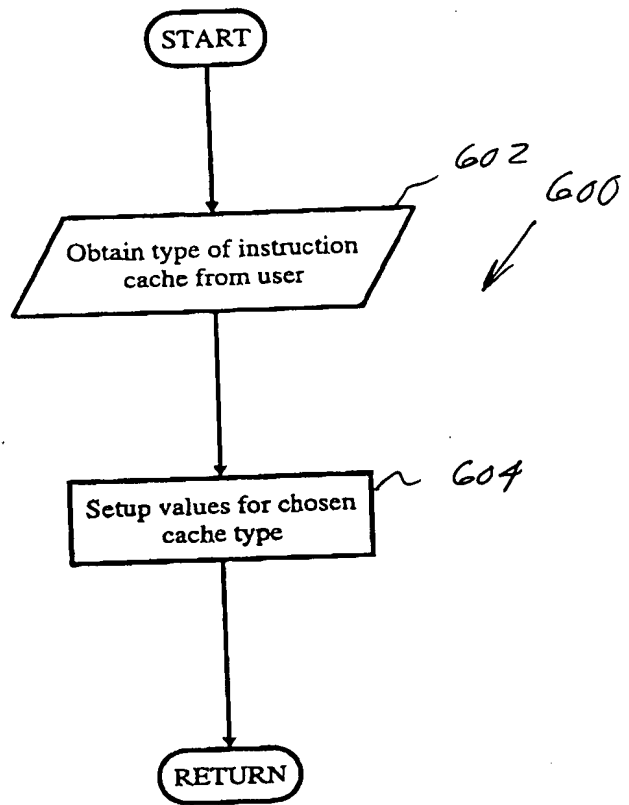 START
602
600
Obtain type of instruction
cache from user
604
Setup values for chosen
cache type
RETURN